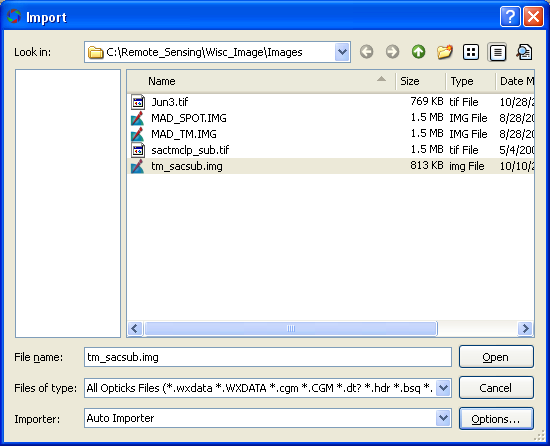 Import
Look in: C:\Remote_Sensing\Wisc_Image\Images
Name Size Type Date M
Jun3.tif 769 KB tif File 10/28/2
MAD_SPOT.IMG 1.5 MB IMG File 8/28/20
MAD_TM.IMG 1.5 MB IMG File 8/28/20
sactmclp_sub.tif 1.5 MB tif File 5/4/200
tm_sacsub.img 813 KB img File 10/10/2
File name: tm_sacsub.img Open
Files of type: All Opticks Files (*.wxdata *.WXDATA *.cgm *.CGM *.dt? *.hdr *.bsq *. Cancel
Importer: Auto Importer Options...